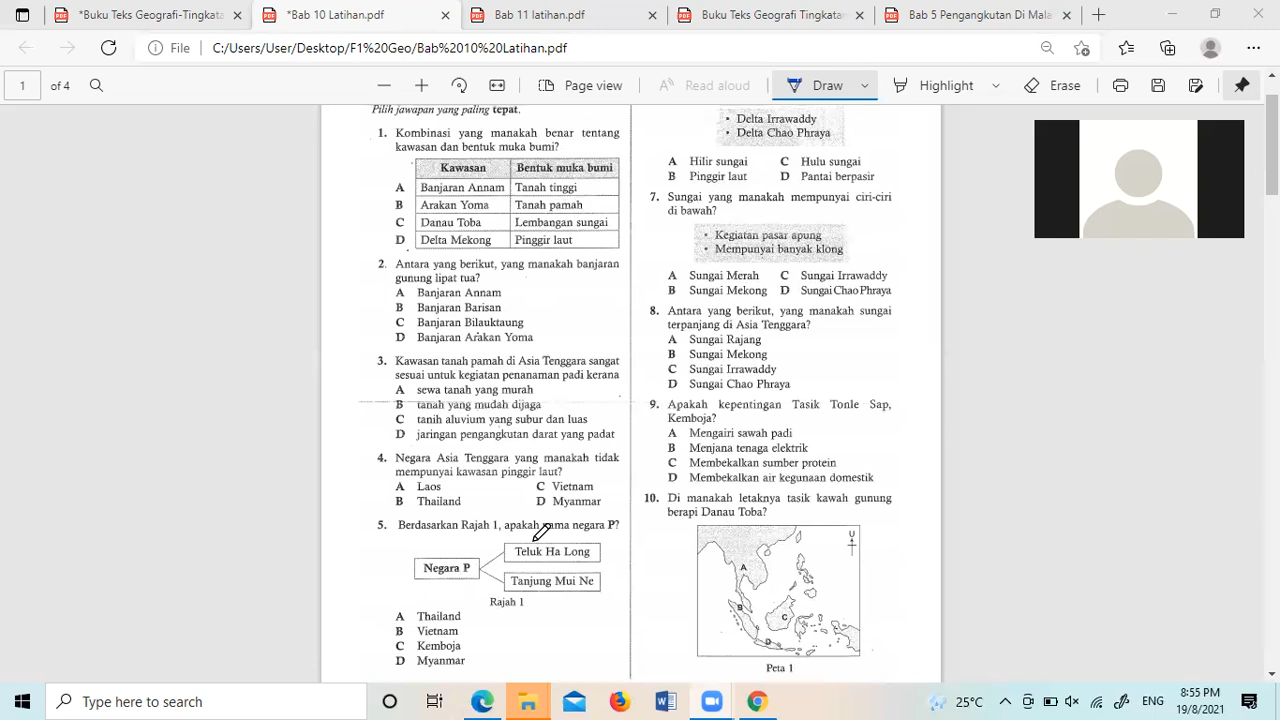 *Buku Teks Geografi-Tingkata
*Bab 10 Latihan.pdf
Bab 11 Latihan.pdf
Bab 5 Pengangkutan Di Mala
*Bab 5 Pengangkutan Di Mal
File
C:/Users/User/Desktop/F1%20Geo/Bab%2010%20Latihan.pdf
1 of 4
Page view
Read aloud
Draw
Highlight
Erase
Pilih jawapan yang paling tepat.
1. Kombinasi yang manakah benar tentang
kawasan dan bentuk muka bumi?
Kawasan Bentuk muka bumi
A Banjaran Annam Tanah tinggi
B Arakan Yoma Tanah pamah
C Danau Toba Lembangan sungai
D Delta Mekong Pinggir laut
2. Antara yang berikut, yang manakah banjaran
gunung lipat tua?
A Banjaran Annam
B Banjaran Barisan
C Banjaran Bilauktaung
D Banjaran Arakan Yoma
3. Kawasan tanah pamah di Asia Tenggara sangat
sesuai untuk kegiatan penanaman padi kerana
A sewa tanah yang murah
B tanah yang mudah dijaga
C tanih aluvium yang subur dan luas
D jaringan pengangkutan darat yang padat
4. Negara Asia Tenggara yang manakah tidak
mempunyai kawasan pinggir laut?
A Laos C Vietnam
B Thailand D Myanmar
5. Berdasarkan Rajah 1, apakah nama negara P?
Teluk Ha Long
Negara P
Tanjung Mui Ne
Rajah 1
A Thailand
B Vietnam
C Kemboja
D Myanmar
• Delta Irrawaddy
• Delta Chao Phraya
A Hilir sungai C Hulu sungai
B Pinggir laut D Pantai berpasir
7. Sungai yang manakah mempunyai ciri-ciri
di bawah?
• Kegiatan pasar apung
• Mempunyai banyak klong
A Sungai Merah C Sungai Irrawaddy
B Sungai Mekong D Sungai Chao Phraya
8. Antara yang berikut, yang manakah sungai
terpanjang di Asia Tenggara?
A Sungai Rajang
B Sungai Mekong
C Sungai Irrawaddy
D Sungai Chao Phraya
9. Apakah kepentingan Tasik Tonle Sap,
Kemboja?
A Mengairi sawah padi
B Menjana tenaga elektrik
C Membekalkan sumber protein
D Membekalkan air kegunaan domestik
10. Di manakah letaknya tasik kawah gunung
berapi Danau Toba?
U
A
B
C
D
Peta 1
Type here to search
25°C
ENG
8:55 PM
19/8/2021